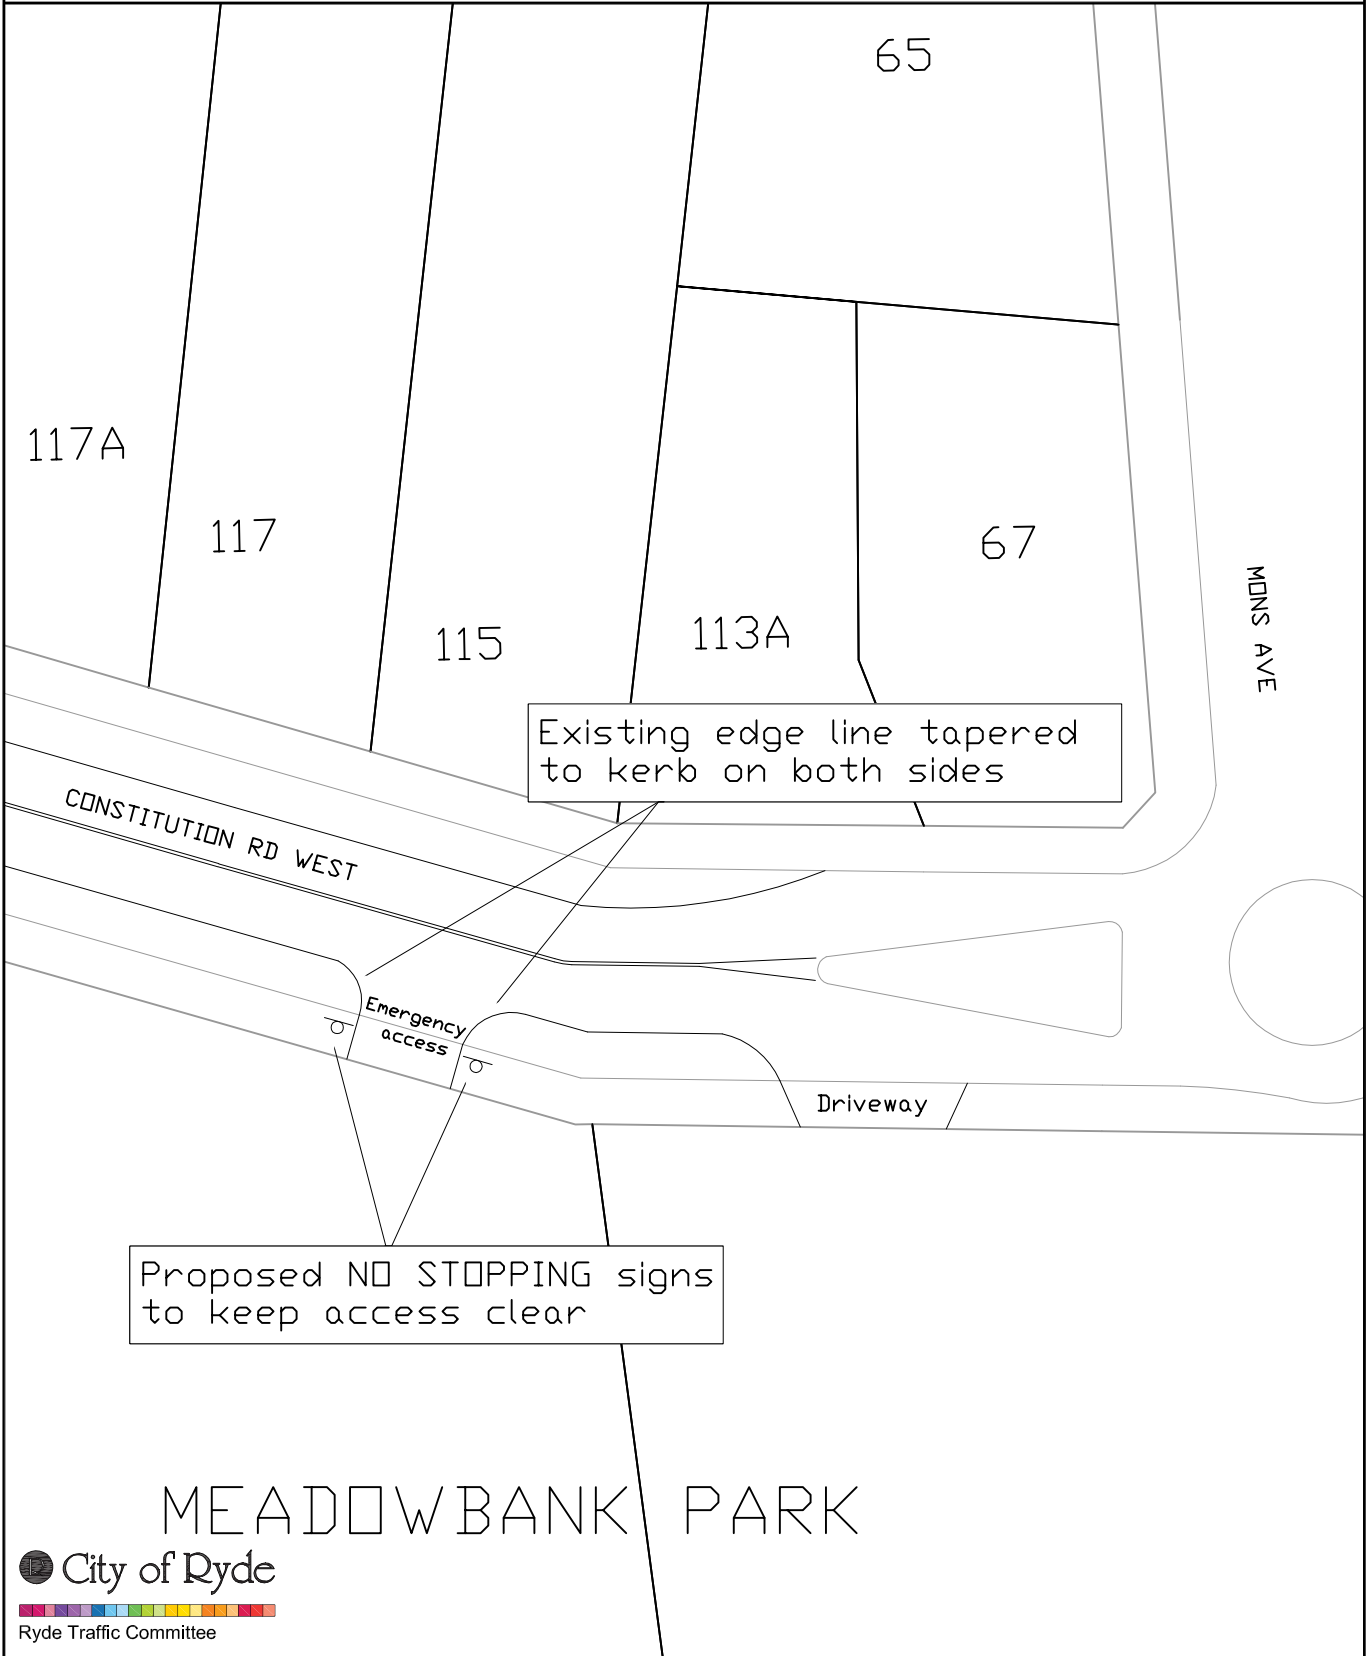 65
117A
117
67
115
113A
MONS AVE
Existing edge line tapered
to kerb on both sides
CONSTITUTION RD WEST
Emergency
access
Driveway
Proposed NO STOPPING signs
to keep access clear
MEADOWBANK PARK
City of Ryde
Ryde Traffic Committee